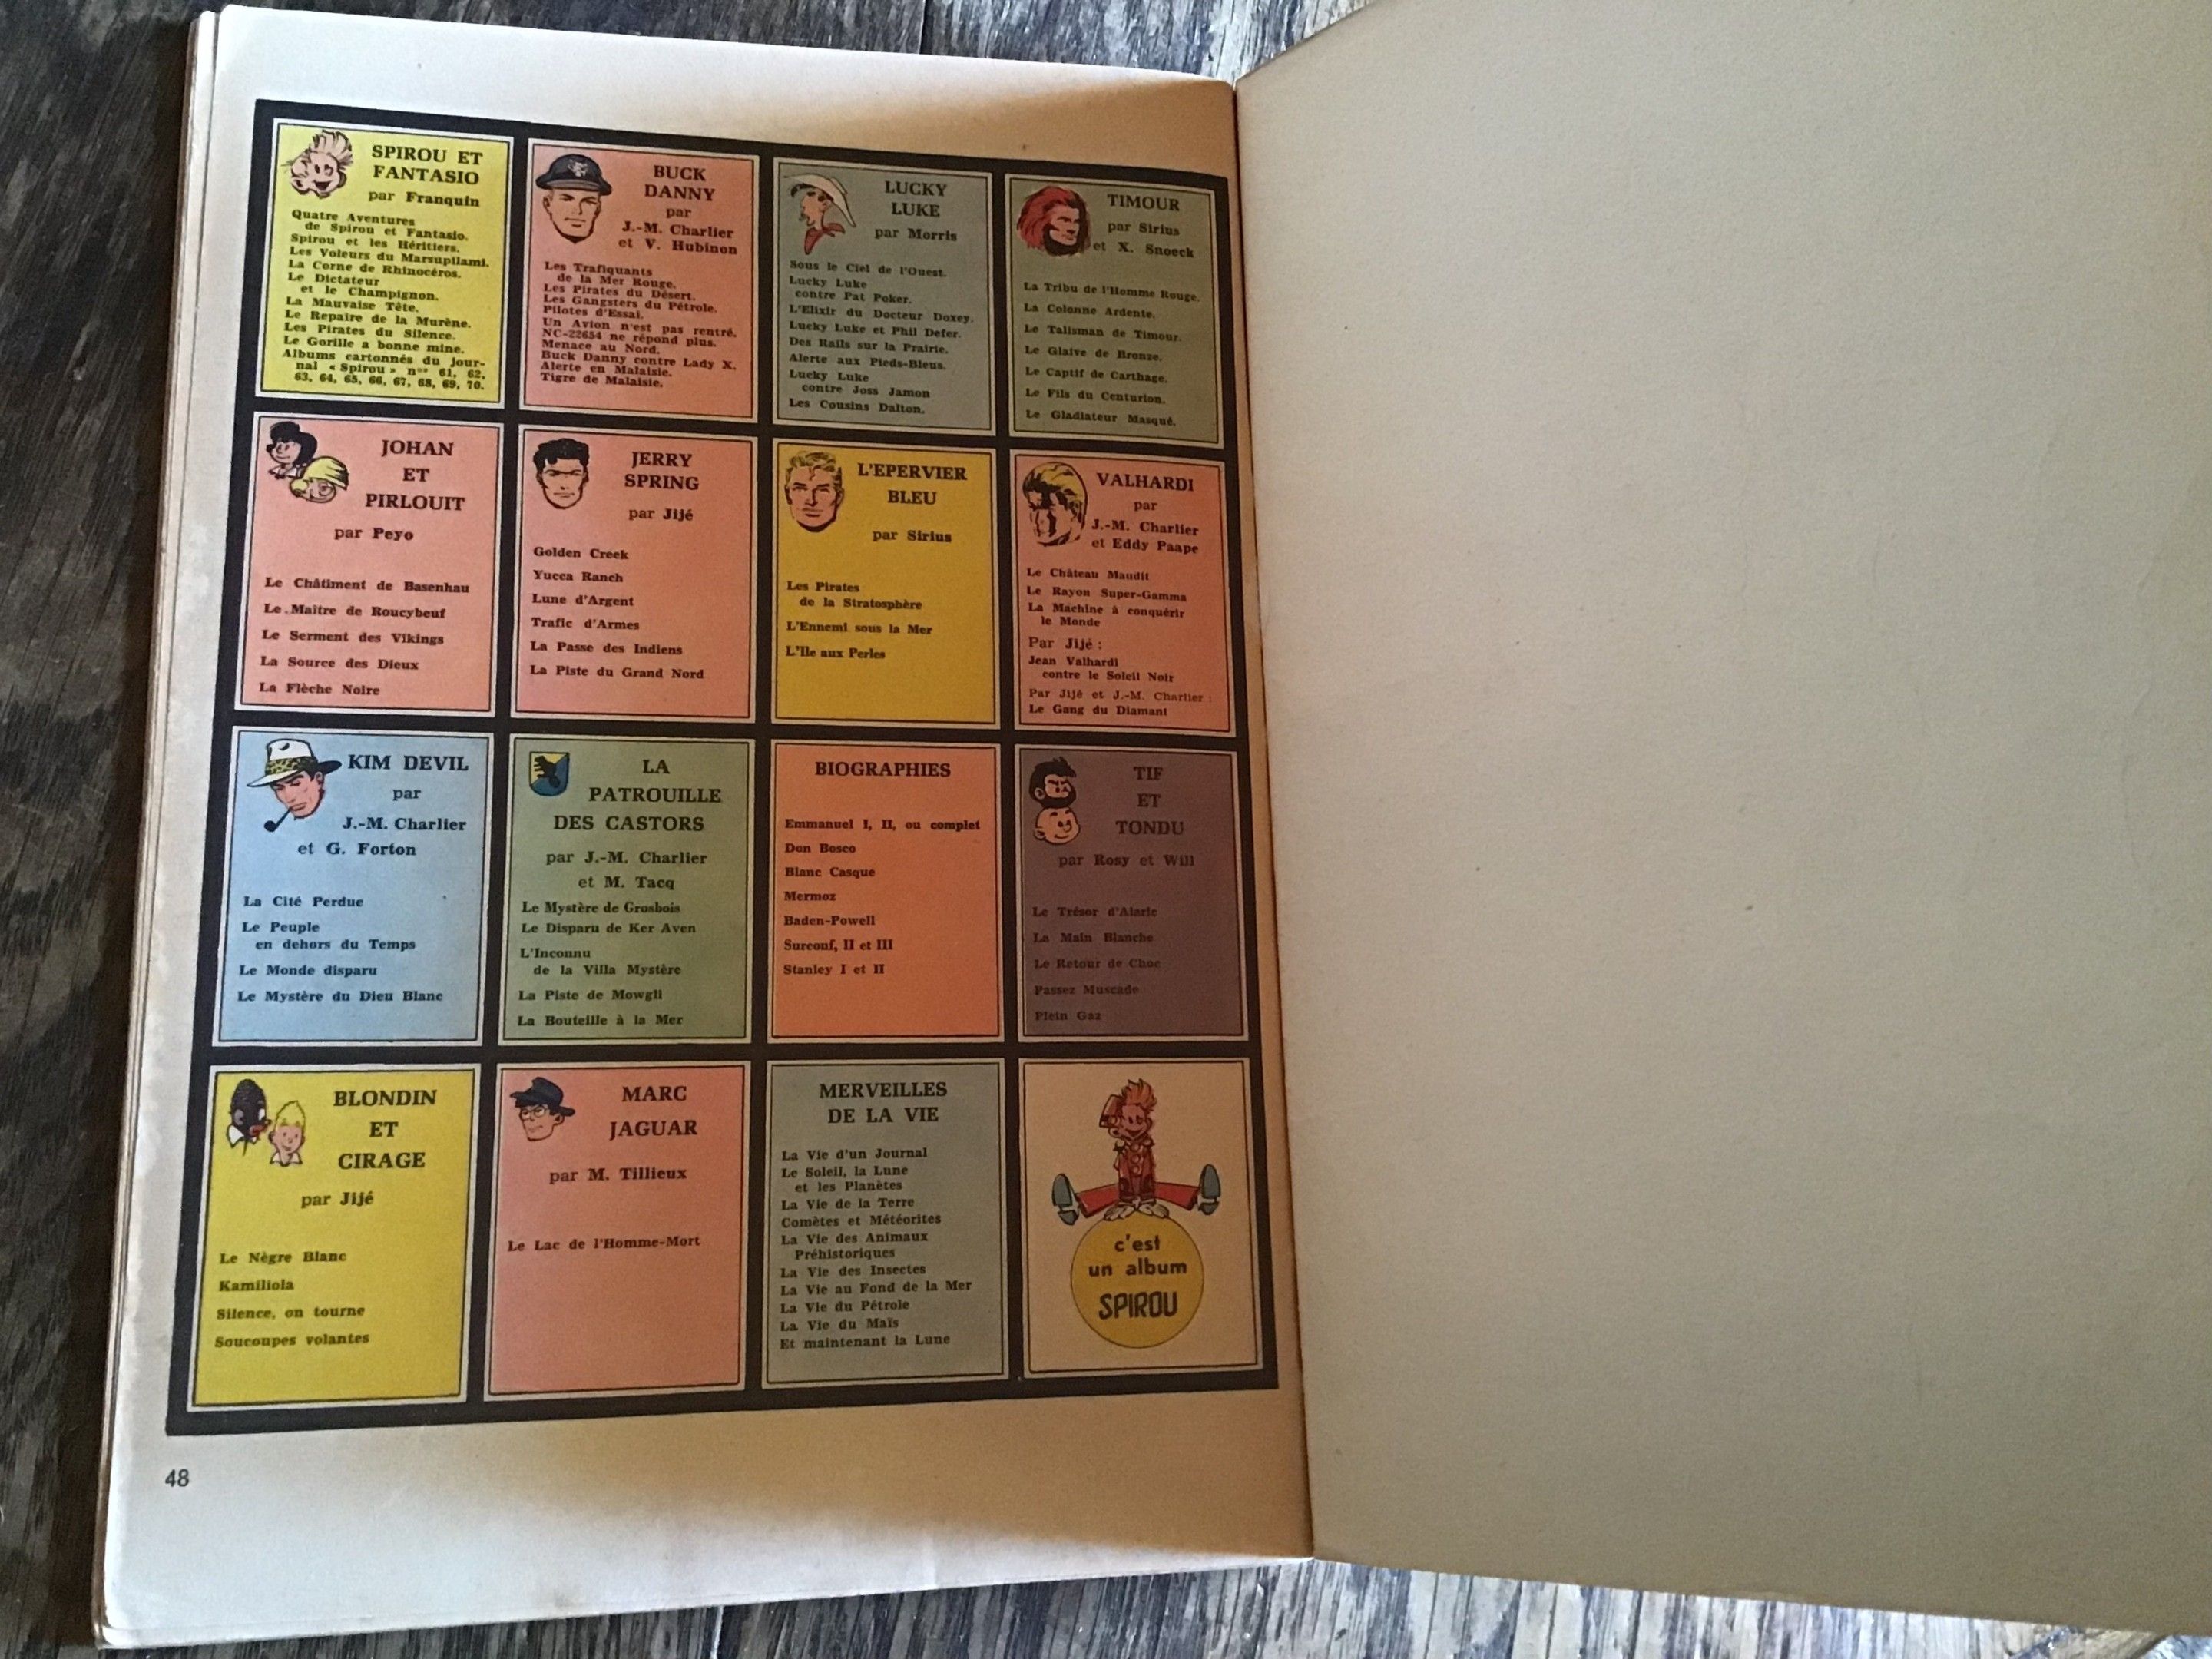 SPIROU ET
FANTASIO
par Franquin
Quatre Aventures
de Spirou et Fantasio.
Spirou et les Héritiers.
Les Voleurs du Marsupilami.
La Corne de Rhinocéros.
Le Dictateur
et le Champignon.
La Mauvaise Tête.
Le Repaire de la Murène.
Les Pirates du Silence.
Le Gorille a bonne mine.
Albums cartonnés du jour-
nal « Spirou » nos 61, 62,
63, 64, 65, 66, 67, 68, 69, 70.
BUCK
DANNY
par
J.-M. Charlier
et V. Hubinon
Les Trafiquants
de la Mer Rouge.
Les Pirates du Désert.
Les Gangsters du Pétrole.
Pilotes d'Essai.
Un Avion n'est pas rentré.
NC-22654 ne répond plus.
Menace au Nord.
Buck Danny contre Lady X.
Alerte en Malaisie.
Tigre de Malaisie.
LUCKY
LUKE
par Morris
Sous le Ciel de l'Ouest.
Lucky Luke
contre Pat Poker.
L'Elixir du Docteur Doxey.
Lucky Luke et Phil Defer.
Des Rails sur la Prairie.
Alerte aux Pieds-Bleus.
Lucky Luke
contre Joss Jamon
Les Cousins Dalton.
TIMOUR
par Sirius
et X. Snoeck
La Tribu de l'Homme Rouge.
La Colonne Ardente.
Le Talisman de Timour.
Le Glaive de Bronze.
Le Captif de Carthage.
Le Fils du Centurion.
Le Gladiateur Masqué.
JOHAN
ET
PIRLOUIT
par Peyo
Le Châtiment de Basenhau
Le Maître de Roucybeuf
Le Serment des Vikings
La Source des Dieux
La Flèche Noire
JERRY
SPRING
par Jijé
Golden Creek
Yucca Ranch
Lune d'Argent
Trafic d'Armes
La Passe des Indiens
La Piste du Grand Nord
L'EPERVIER
BLEU
par Sirius
Les Pirates
de la Stratosphère
L'Ennemi sous la Mer
L'Ile aux Perles
VALHARDI
par
J.-M. Charlier
et Eddy Paape
Le Château Maudit
Le Rayon Super-Gamma
La Machine à conquérir
le Monde
Par Jijé :
Jean Valhardi
contre le Soleil Noir
Par Jijé et J.-M. Charlier :
Le Gang du Diamant
KIM DEVIL
par
J.-M. Charlier
et G. Forton
La Cité Perdue
Le Peuple
en dehors du Temps
Le Monde disparu
Le Mystère du Dieu Blanc
LA
PATROUILLE
DES CASTORS
par J.-M. Charlier
et M. Tacq
Le Mystère de Grosbois
Le Disparu de Ker Aven
L'Inconnu
de la Villa Mystère
La Piste de Mowgli
La Bouteille à la Mer
BIOGRAPHIES
Emmanuel I, II, ou complet
Don Bosco
Blanc Casque
Mermoz
Baden-Powell
Surcouf, II et III
Stanley I et II
TIF
ET
TONDU
par Rosy et Will
Le Trésor d'Alaric
La Main Blanche
Le Retour de Choc
Passez Muscade
Plein Gaz
BLONDIN
ET
CIRAGE
par Jijé
Le Nègre Blanc
Kamiliola
Silence, on tourne
Soucoupes volantes
MARC
JAGUAR
par M. Tillieux
Le Lac de l'Homme-Mort
MERVEILLES
DE LA VIE
La Vie d'un Journal
Le Soleil, la Lune
et les Planètes
La Vie de la Terre
Comètes et Météorites
La Vie des Animaux
Préhistoriques
La Vie des Insectes
La Vie au Fond de la Mer
La Vie du Pétrole
La Vie du Maïs
Et maintenant la Lune
c'est
un album
SPIROU
48